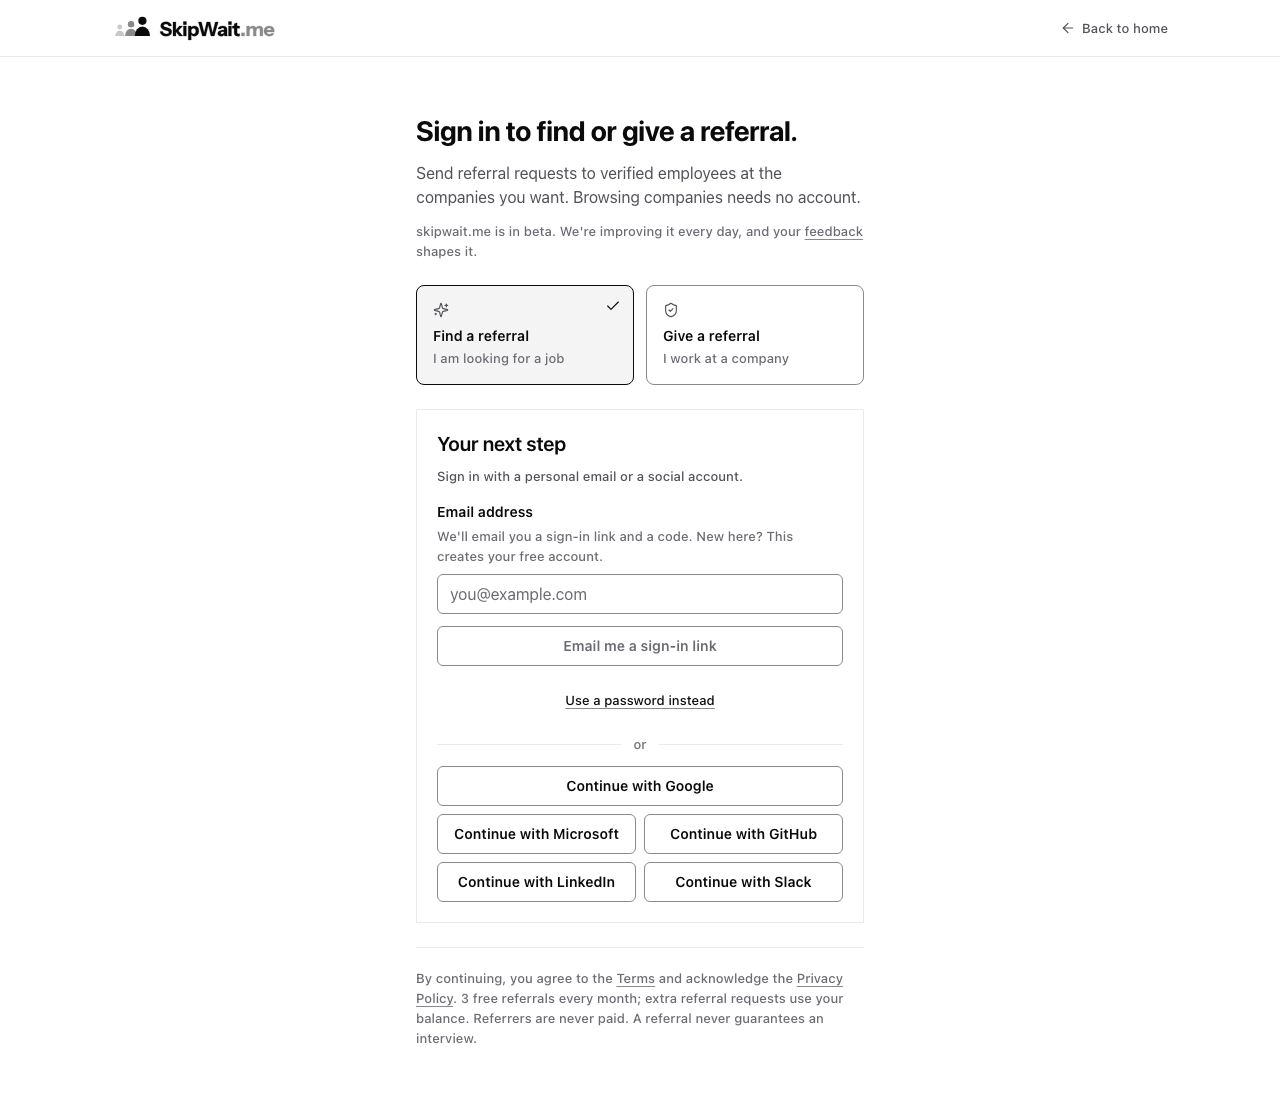 SkipWait.me
Back to home
Sign in to find or give a referral.
Send referral requests to verified employees at the
companies you want. Browsing companies needs no account.
skipwait.me is in beta. We're improving it every day, and your feedback
shapes it.
Find a referral
I am looking for a job
Give a referral
I work at a company
Your next step
Sign in with a personal email or a social account.
Email address
We'll email you a sign-in link and a code. New here? This
creates your free account.
you@example.com
Email me a sign-in link
Use a password instead
or
Continue with Google
Continue with Microsoft
Continue with GitHub
Continue with LinkedIn
Continue with Slack
By continuing, you agree to the Terms and acknowledge the Privacy
Policy. 3 free referrals every month; extra referral requests use your
balance. Referrers are never paid. A referral never guarantees an
interview.